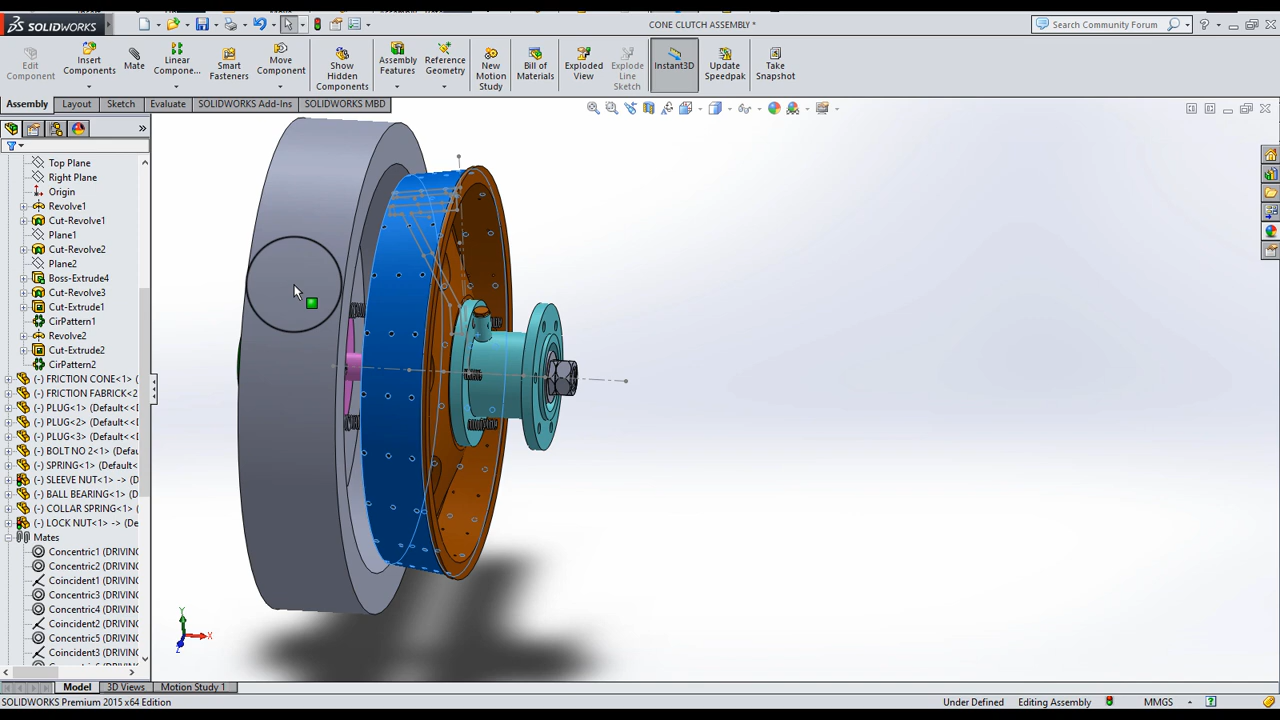 SOLIDWORKS
CONE CLUTCH ASSEMBLY *
Search Community Forum
Edit Component
Insert Components
Mate
Linear Compone...
Smart Fasteners
Move Component
Show Hidden Components
Assembly Features
Reference Geometry
New Motion Study
Bill of Materials
Exploded View
Explode Line Sketch
Instant3D
Update Speedpak
Take Snapshot
Assembly Layout Sketch Evaluate SOLIDWORKS Add-Ins SOLIDWORKS MBD
Top Plane
Right Plane
Origin
Revolve1
Cut-Revolve1
Plane1
Cut-Revolve2
Plane2
Boss-Extrude4
Cut-Revolve3
Cut-Extrude1
CirPattern1
Revolve2
Cut-Extrude2
CirPattern2
(-) FRICTION CONE<1> (
(-) FRICTION FABRICK<2
(-) PLUG<1> (Default<<D
(-) PLUG<2> (Default<<D
(-) PLUG<3> (Default<<D
(-) BOLT NO 2<1> (Defau
(-) SPRING<1> (Default<
(-) SLEEVE NUT<1> -> (D
(-) BALL BEARING<1> (D
(-) COLLAR SPRING<1> (
(-) LOCK NUT<1> -> (De
Mates
Concentric1 (DRIVING
Concentric2 (DRIVING
Coincident1 (DRIVING
Concentric3 (DRIVING
Concentric4 (DRIVING
Coincident2 (DRIVING
Concentric5 (DRIVING
Coincident3 (DRIVING
Y
X
Z
Model 3D Views Motion Study 1
SOLIDWORKS Premium 2015 x64 Edition Under Defined Editing Assembly MMGS